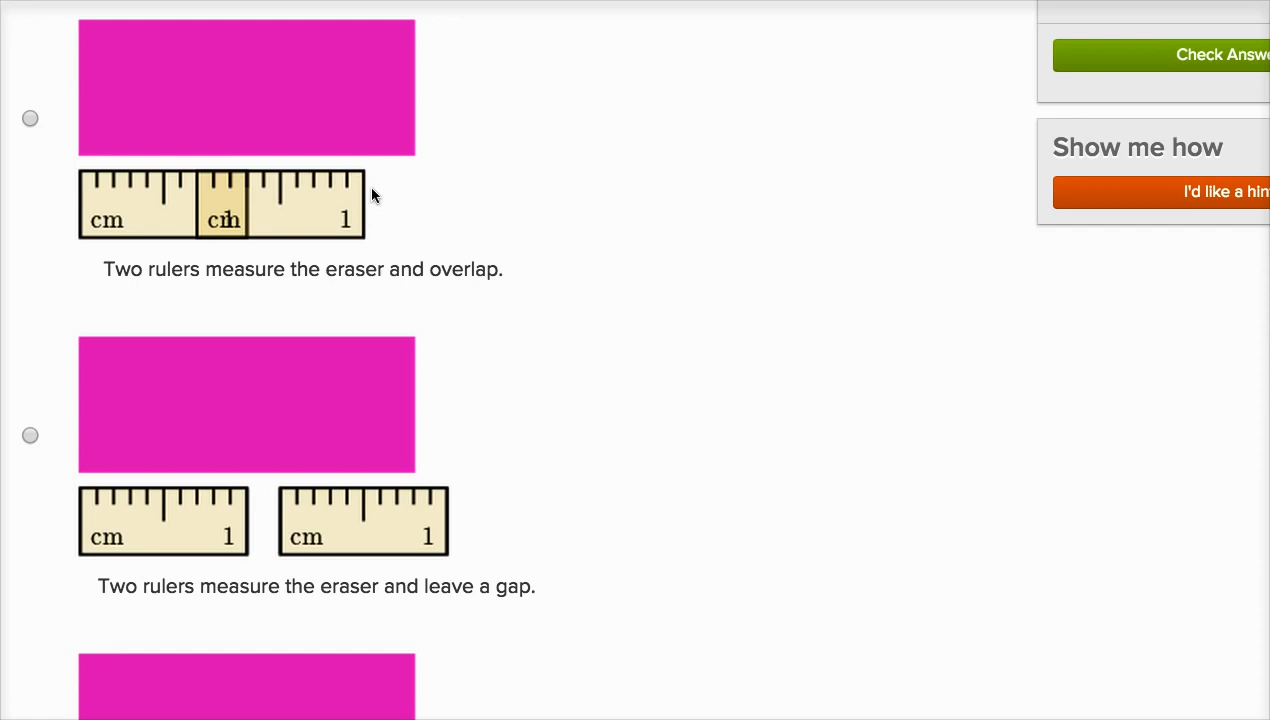 Check Answe
Show me how
I'd like a hin
cm cm 1 1
Two rulers measure the eraser and overlap.
cm 1 cm 1
Two rulers measure the eraser and leave a gap.